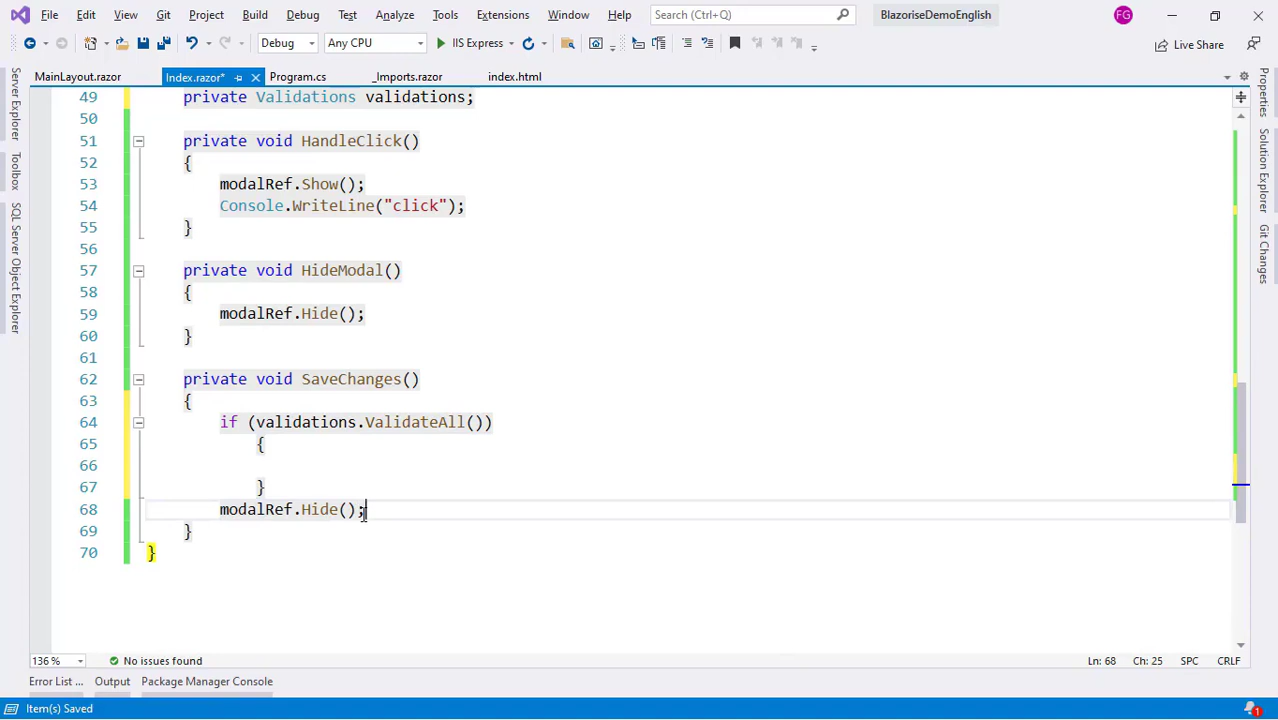 File Edit View Git Project Build Debug Test Analyze Tools Extensions Window Help Search (Ctrl+Q) BlazoriseDemoEnglish FG
Debug Any CPU IIS Express Live Share
MainLayout.razor Index.razor* Program.cs _Imports.razor index.html
Server Explorer
Toolbox
SQL Server Object Explorer
Properties
Solution Explorer
Git Changes
49 private Validations validations;
50
51 private void HandleClick()
52 {
53 modalRef.Show();
54 Console.WriteLine("click");
55 }
56
57 private void HideModal()
58 {
59 modalRef.Hide();
60 }
61
62 private void SaveChanges()
63 {
64 if (validations.ValidateAll())
65 {
66
67 }
68 modalRef.Hide();
69 }
70 }
136 % No issues found Ln: 68 Ch: 25 SPC CRLF
Error List ... Output Package Manager Console
Item(s) Saved 1